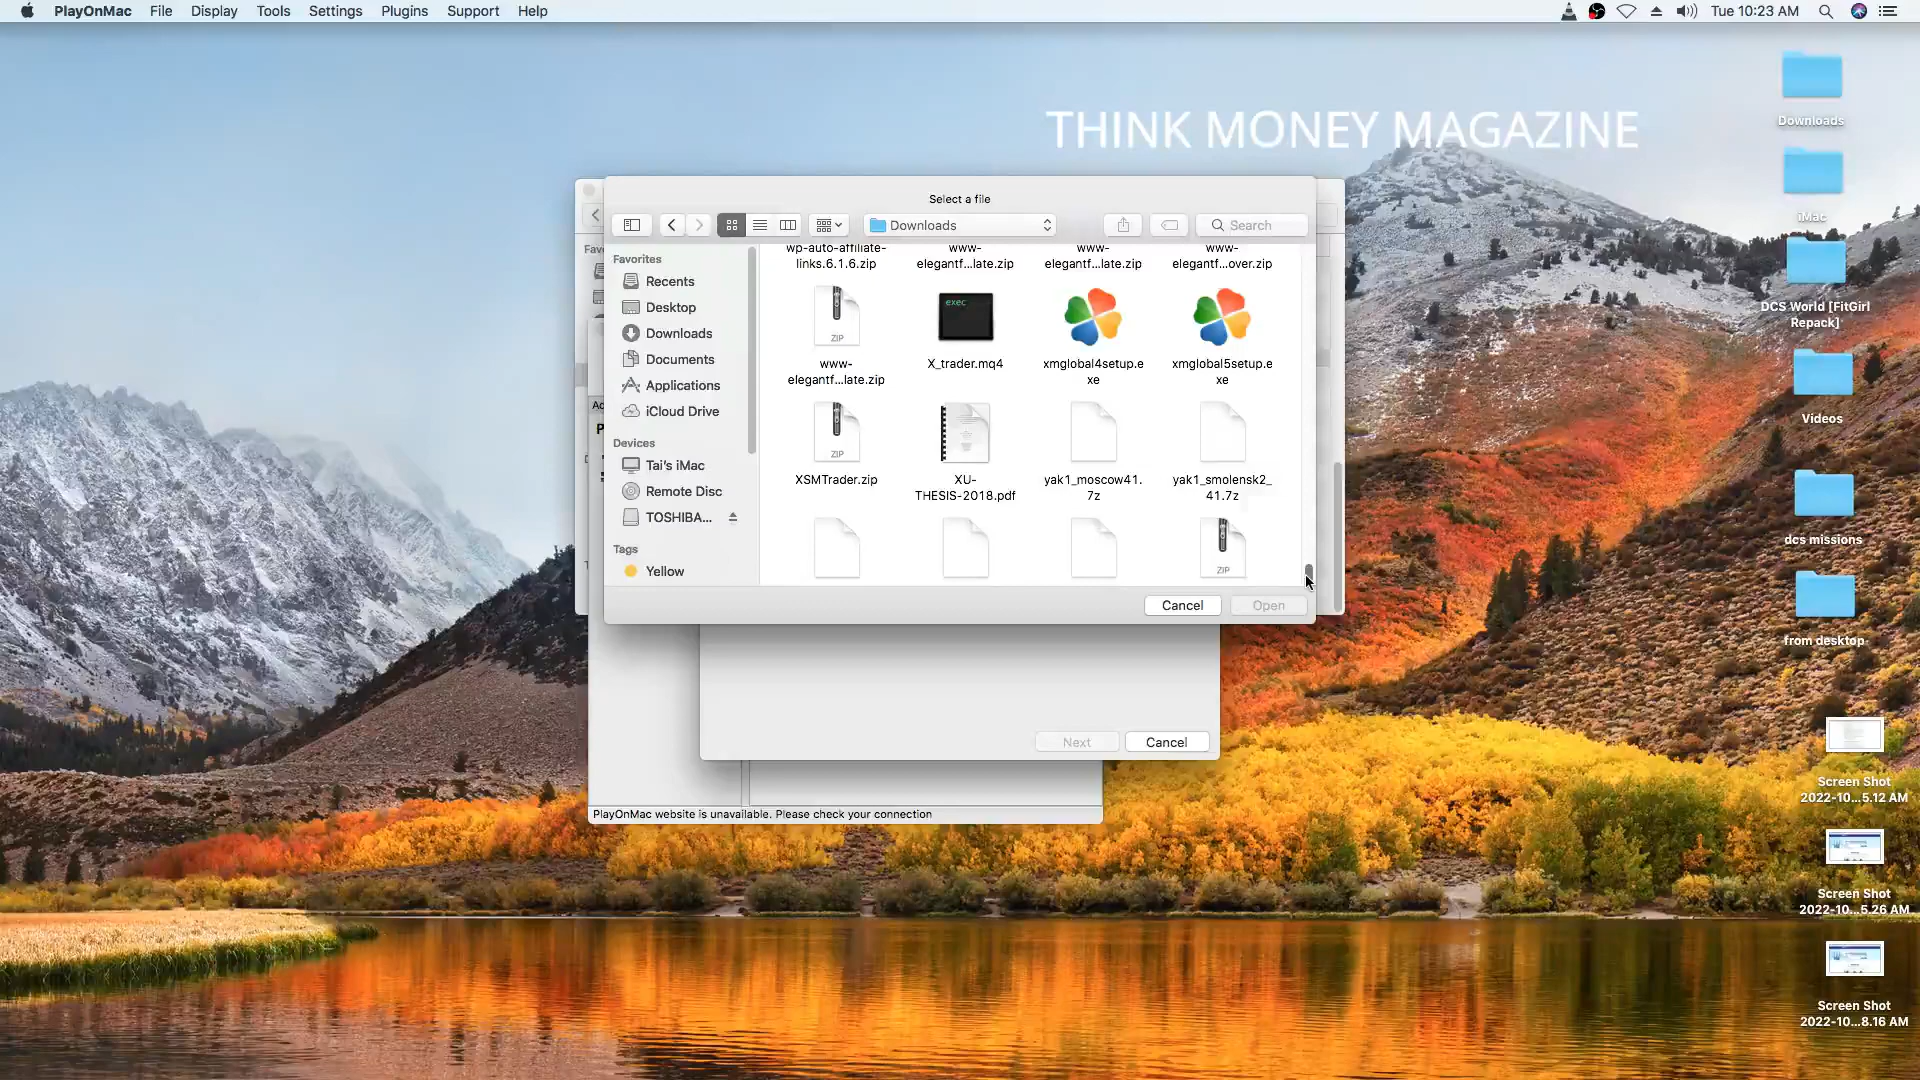 PlayOnMac File Display Tools Settings Plugins Support Help
Tue 10:23 AM
THINK MONEY MAGAZINE
Downloads
iMac
DCS World [FitGirl
Repack]
Videos
dcs missions
from desktop
Screen Shot
2022-10...5.12 AM
Screen Shot
2022-10...5.26 AM
Screen Shot
2022-10...8.16 AM
Select a file
Downloads
Search
Favorites
Recents
Desktop
Downloads
Documents
Applications
iCloud Drive
Devices
Tai's iMac
Remote Disc
TOSHIBA...
Tags
Yellow
wp-auto-affiliate-
links.6.1.6.zip
www-
elegantf...late.zip
www-
elegantf...late.zip
www-
elegantf...over.zip
ZIP
www-
elegantf...late.zip
exec
X_trader.mq4
xmglobal4setup.e
xe
xmglobal5setup.e
xe
ZIP
XSMTrader.zip
XU-
THESIS-2018.pdf
yak1_moscow41.
7z
yak1_smolensk2_
41.7z
ZIP
Cancel
Open
Next
Cancel
PlayOnMac website is unavailable. Please check your connection